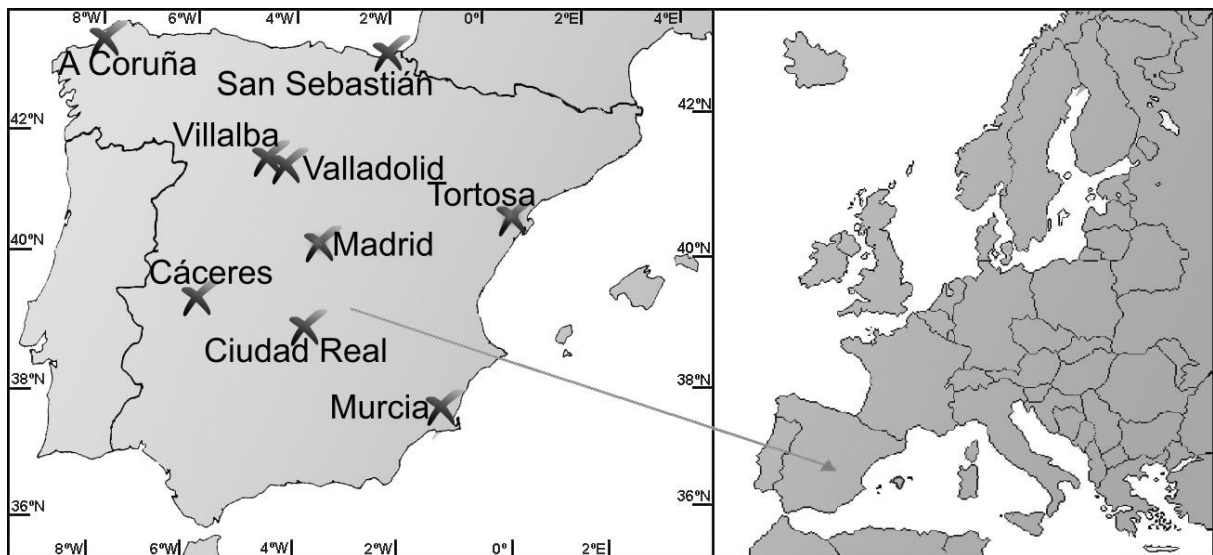 8ºW 6ºW 4ºW 2ºW 0º 2ºE 4ºE
A Coruña
San Sebastián
42ºN 42ºN
Villalba
Valladolid
Tortosa
40ºN Madrid 40ºN
Cáceres
Ciudad Real
38ºN 38ºN
Murcia
36ºN 36ºN
8ºW 6ºW 4ºW 2ºW 0º 2ºE